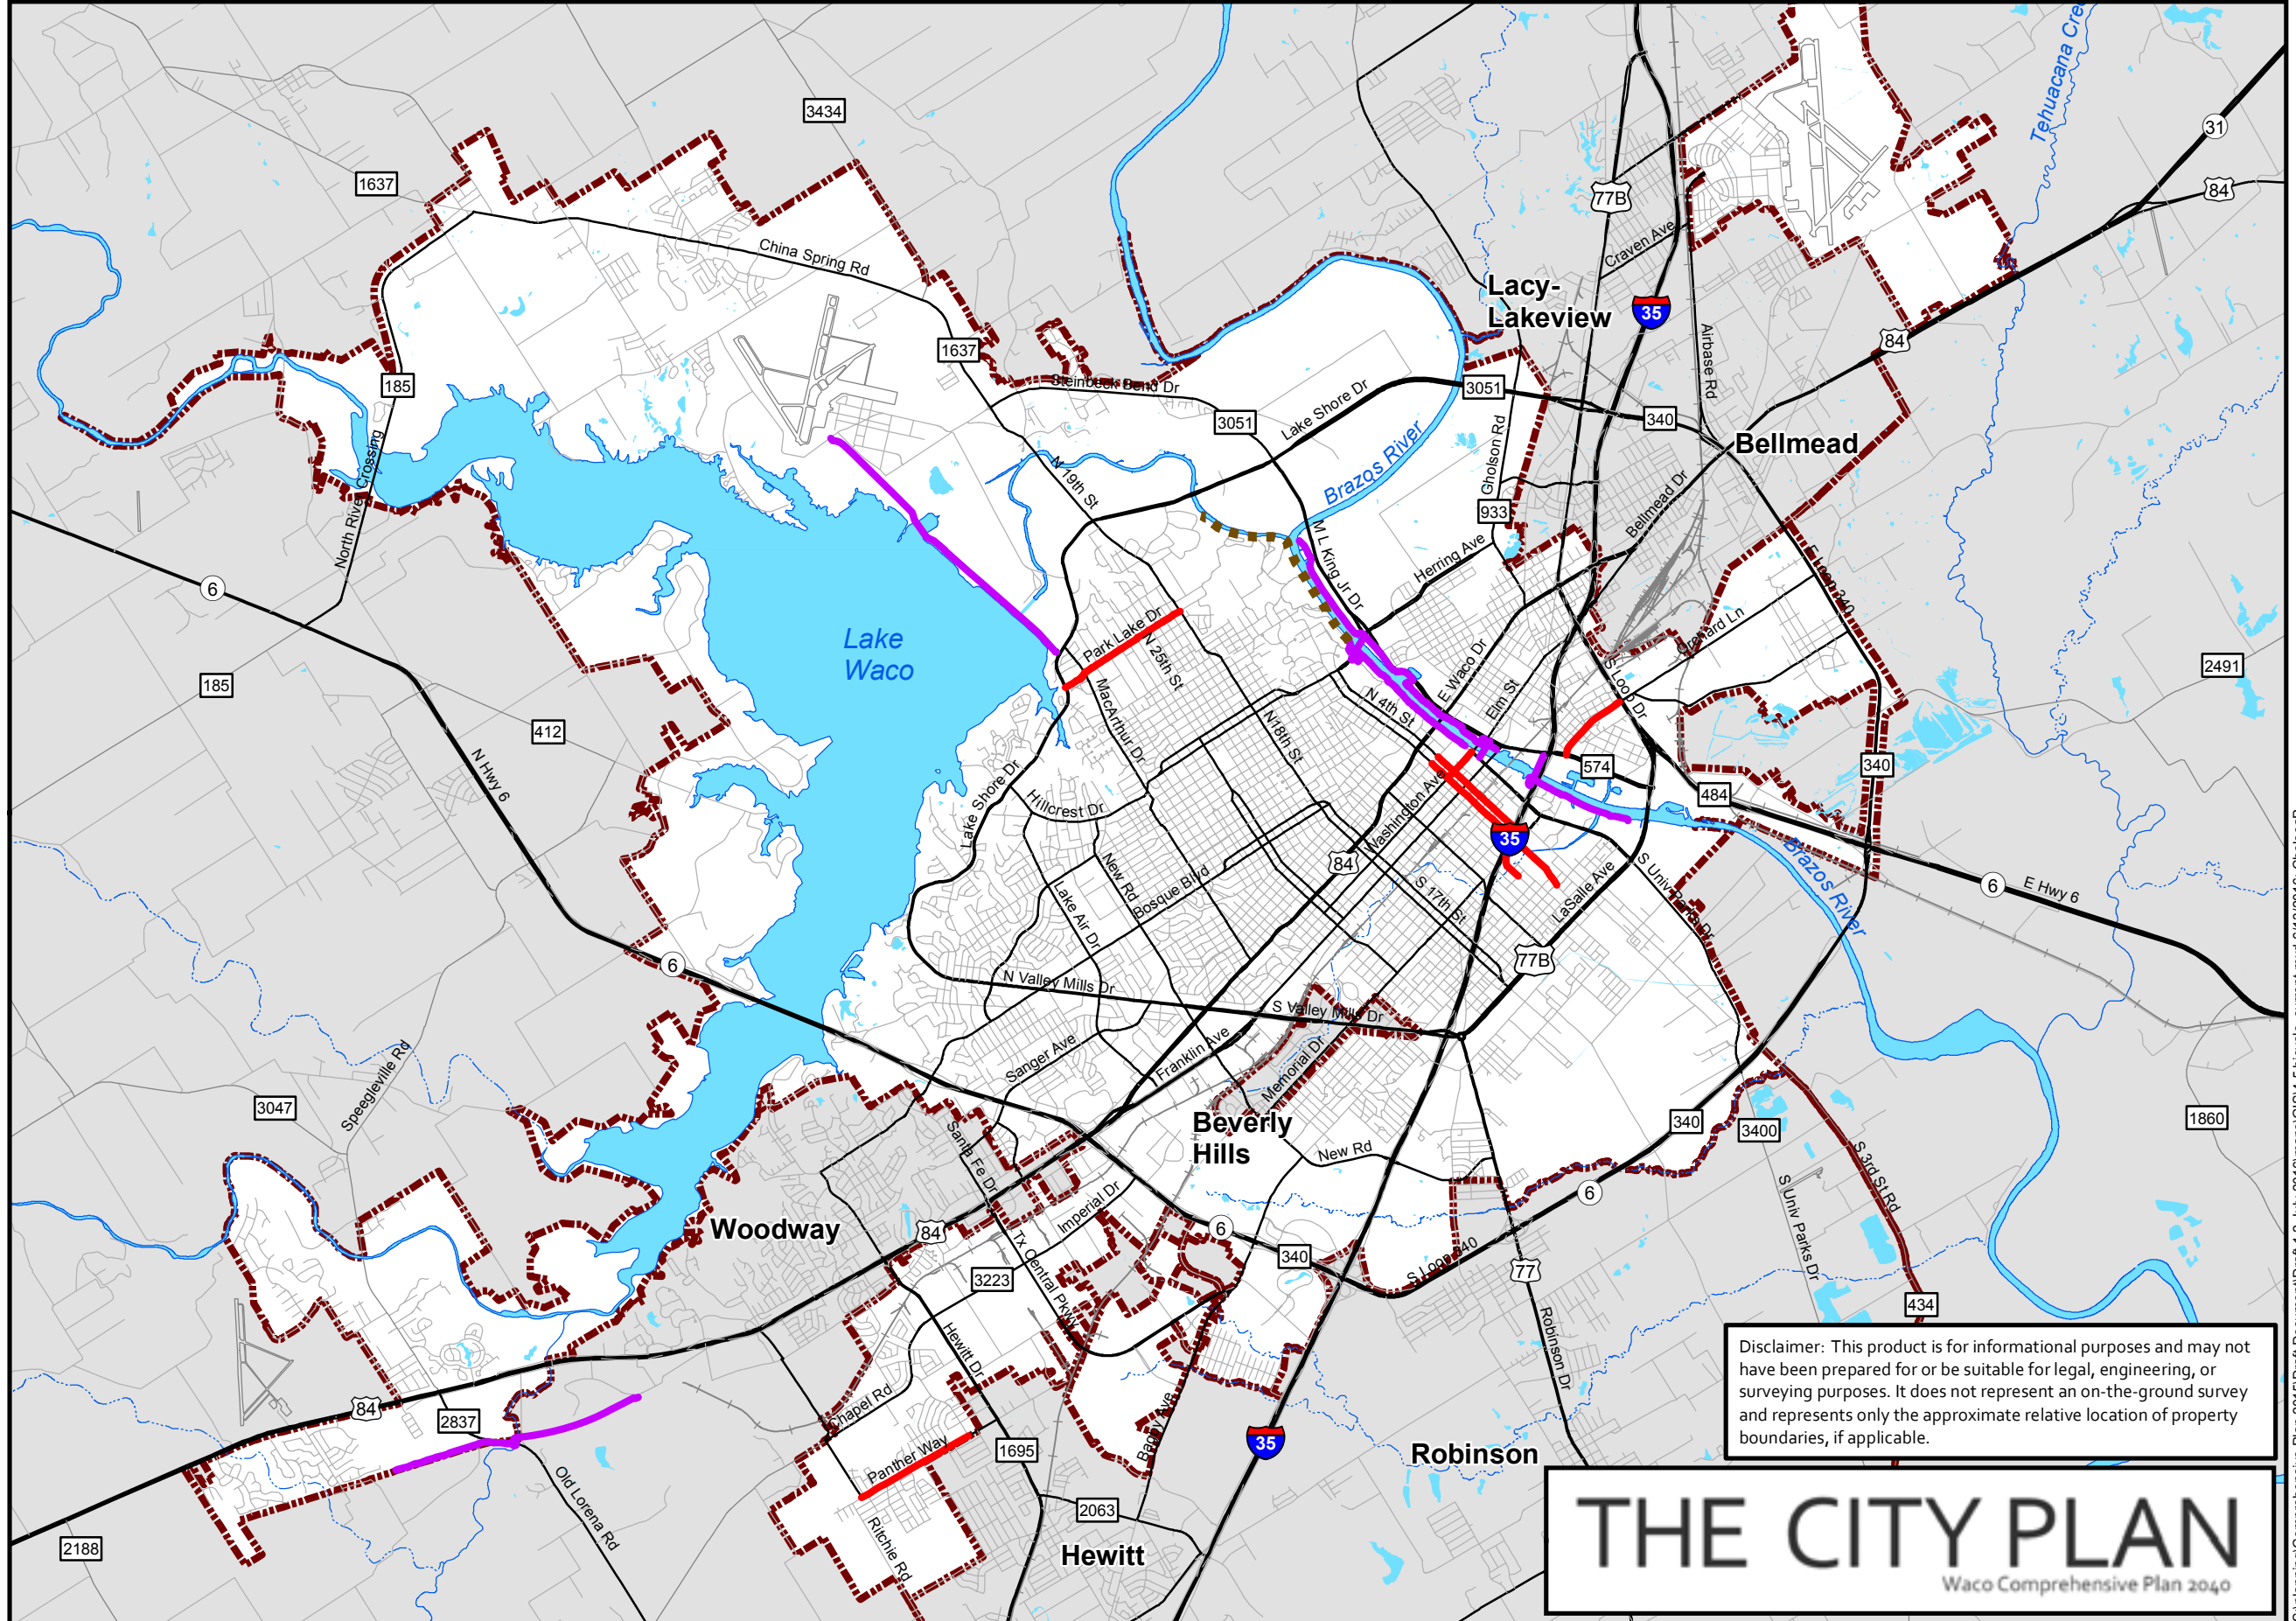 Tehuacana Cree
3434
31
1637
84
77B
Craven Ave
China Spring Rd
Lacy-
Lakeview
35
Airbase Rd
84
1637
185
Steinbeck Bend Dr
Lake Shore Dr
3051
3051
340
Bellmead
Brazos River
N 19th St
Gholson Rd
933
Bellmead Dr
North River Crossing
M L King Jr Dr
Herring Ave
E Loop 340
6
Lake
Waco
Park Lake Dr
N 25th St
Orchard Ln
S Loop Dr
2491
185
412
MacArthur Dr
N 4th St
E Waco Dr
Elm St
N18th St
N Hwy 6
574
340
484
Lake Shore Dr
Hillcrest Dr
Washington Ave
35
84
New Rd
Bosque Blvd
Lake Air Dr
S 17th St
LaSalle Ave
S Univ Parks Dr
Brazos River
6
E Hwy 6
6
77B
N Valley Mills Dr
S Valley Mills Dr
Sanger Ave
Franklin Ave
Memorial Dr
3047
Speegleville Rd
Beverly
Hills
340
3400
1860
Santa Fe Dr
New Rd
S 3rd St Rd
6
Woodway
84
Imperial Dr
6
340
S Loop 340
77
S Univ Parks Dr
3223
Tx Central Pkwy
434
Hewitt Dr
Robinson Dr
Disclaimer: This product is for informational purposes and may not
have been prepared for or be suitable for legal, engineering, or
surveying purposes. It does not represent an on-the-ground survey
and represents only the approximate relative location of property
boundaries, if applicable.
84
2837
Chapel Rd
Bagby Ave
Panther Way
1695
35
Robinson
Old Lorena Rd
2063
2188
Ritchie Rd
Hewitt
THE CITY PLAN
Waco Comprehensive Plan 2040